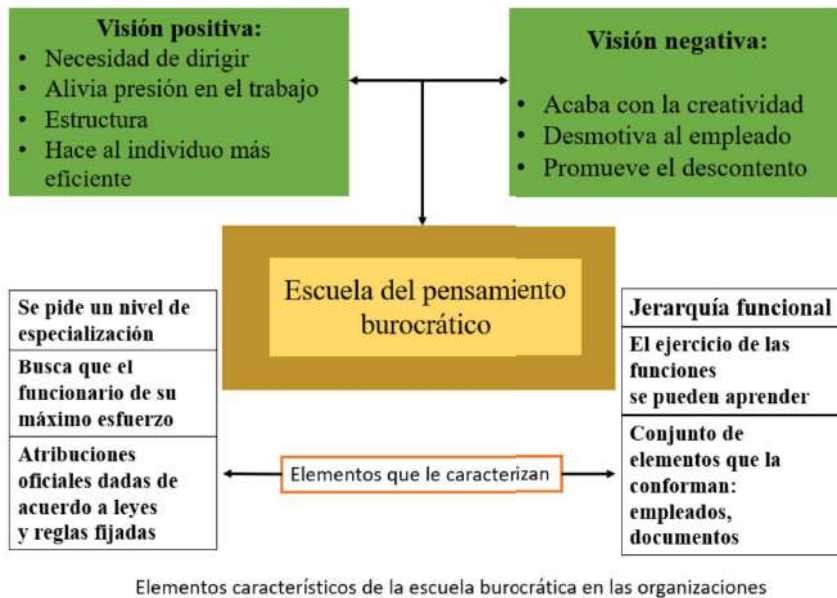 Visión positiva:
• Necesidad de dirigir
• Alivia presión en el trabajo
• Estructura
• Hace al individuo más
eficiente
Visión negativa:
• Acaba con la creatividad
• Desmotiva al empleado
• Promueve el descontento
Escuela del pensamiento
burocrático
Se pide un nivel de
especialización
Busca que el
funcionario de su
máximo esfuerzo
Atribuciones
oficiales dadas de
acuerdo a leyes
y reglas fijadas
Elementos que le caracterizan
Jerarquía funcional
El ejercicio de las
funciones
se pueden aprender
Conjunto de
elementos que la
conforman:
empleados,
documentos
Elementos característicos de la escuela burocrática en las organizaciones